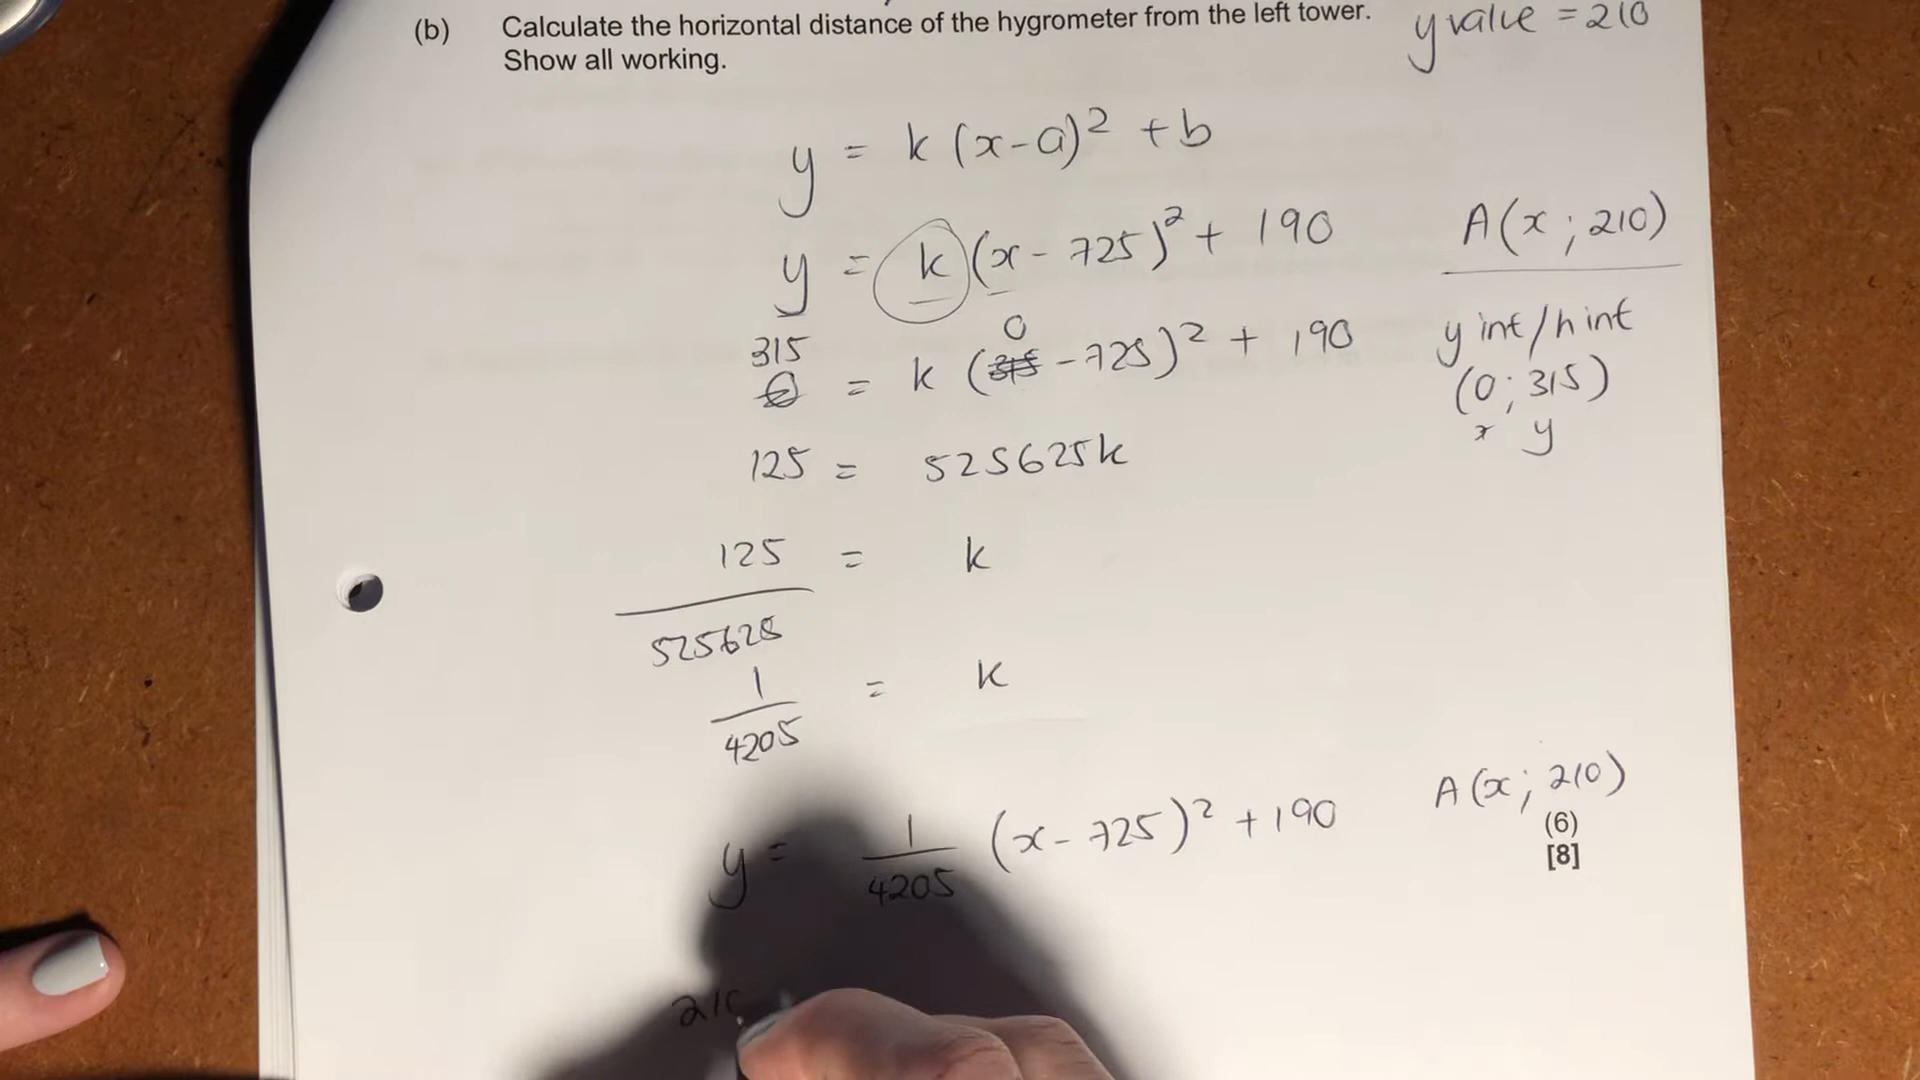 (b) Calculate the horizontal distance of the hygrometer from the left tower.
Show all working.
y value = 210
y = k (x-a)² + b
y = k (x - 725)² + 190
A (x ; 210)
315 = k (0 - 725)² + 190
y int/h int
(0 ; 315)
x y
125 = 525625k
125/525625 = k
1/4205 = k
y = 1/4205 (x - 725)² + 190
A (x ; 210)
(6)
[8]